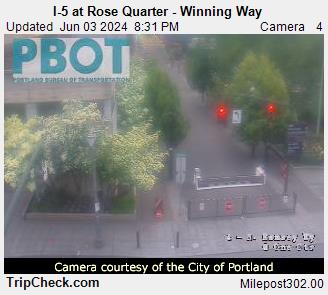 I-5 at Rose Quarter - Winning Way
Updated Jun 03 2024 8:31 PM Camera 4
PBOT
PORTLAND BUREAU OF TRANSPORTATION
Camera courtesy of the City of Portland
TripCheck.com Milepost302.00